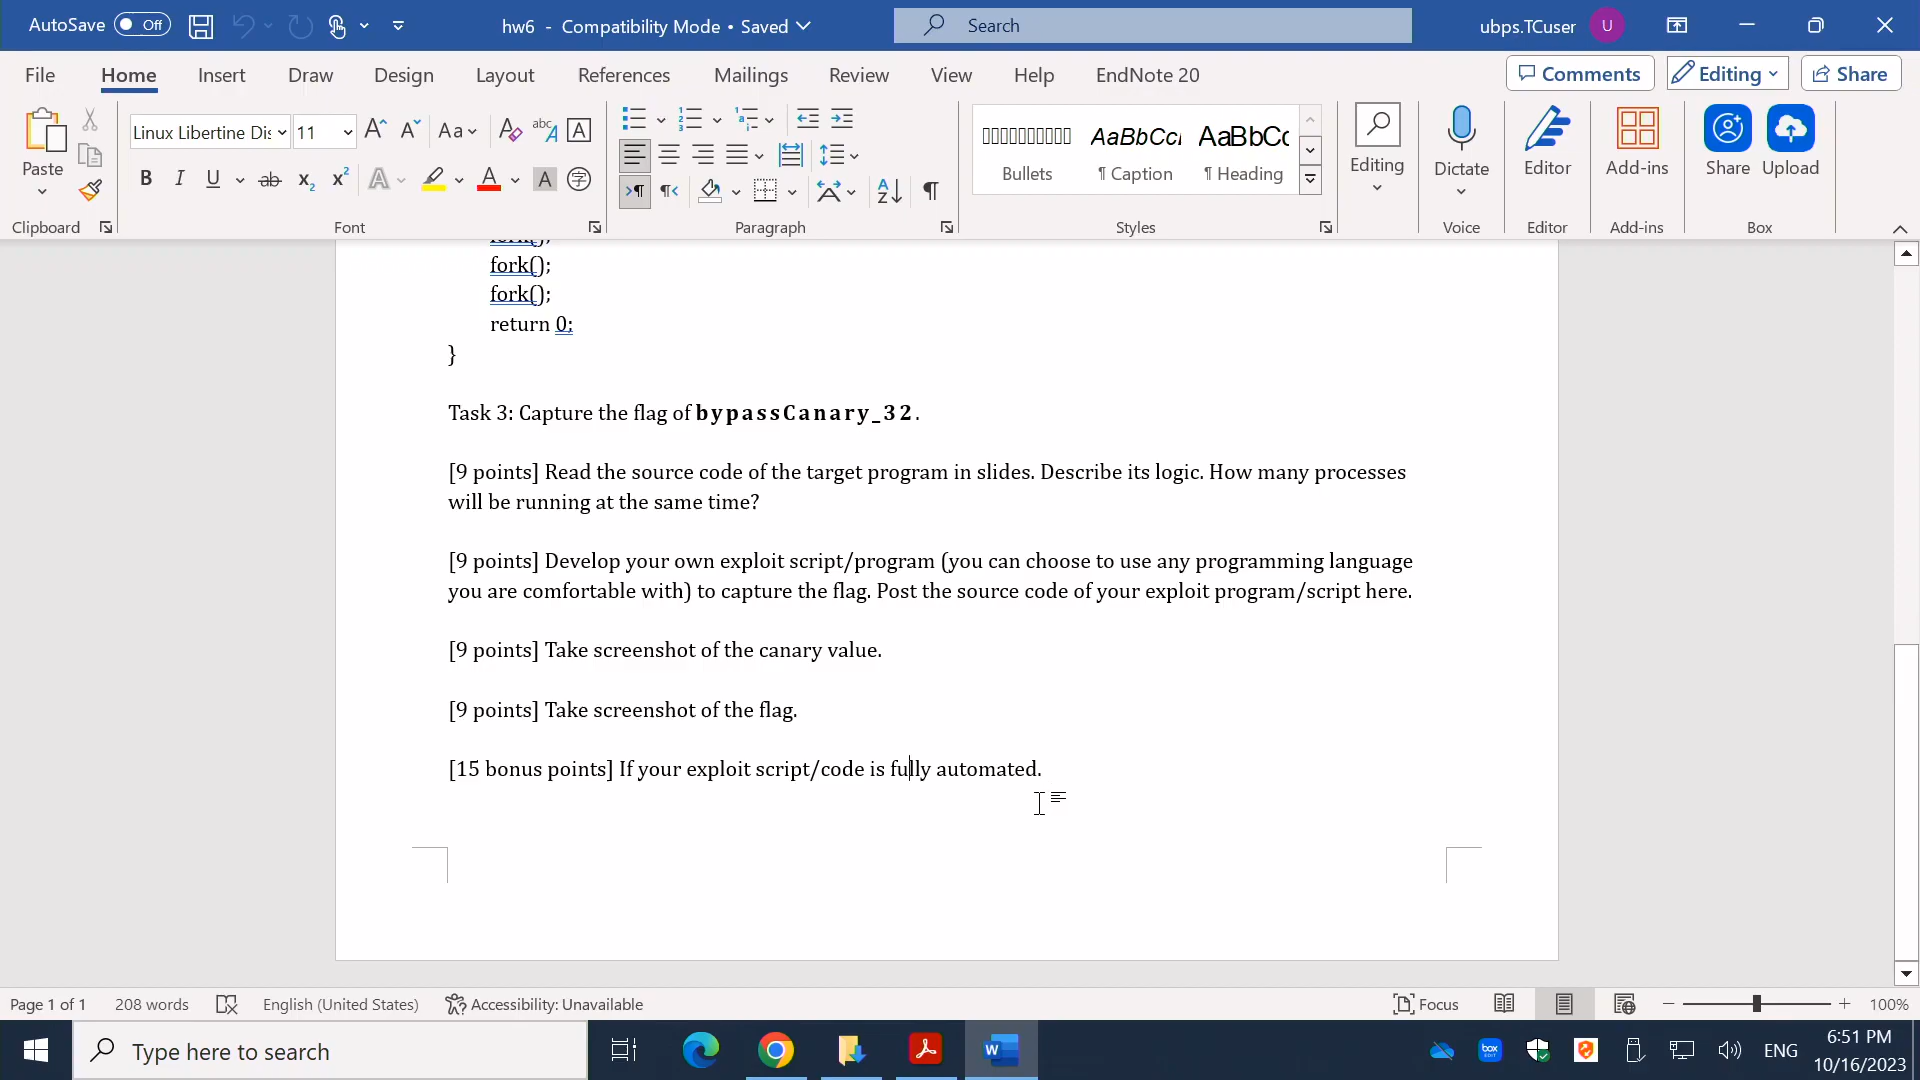 AutoSave Off hw6 - Compatibility Mode • Saved Search ubps.TCuser U
File Home Insert Draw Design Layout References Mailings Review View Help EndNote 20 Comments Editing Share
Paste Linux Libertine Dis 11 Aa AaBbCcI AaBbCc Editing Dictate Editor Add-ins Share Upload
Bullets ¶ Caption ¶ Heading
Clipboard Font Paragraph Styles Voice Editor Add-ins Box
fork();
fork();
fork();
return 0;
}
Task 3: Capture the flag of bypassCanary_32.
[9 points] Read the source code of the target program in slides. Describe its logic. How many processes
will be running at the same time?
[9 points] Develop your own exploit script/program (you can choose to use any programming language
you are comfortable with) to capture the flag. Post the source code of your exploit program/script here.
[9 points] Take screenshot of the canary value.
[9 points] Take screenshot of the flag.
[15 bonus points] If your exploit script/code is fully automated.
Page 1 of 1 208 words English (United States) Accessibility: Unavailable Focus 100%
Type here to search ENG 6:51 PM
10/16/2023